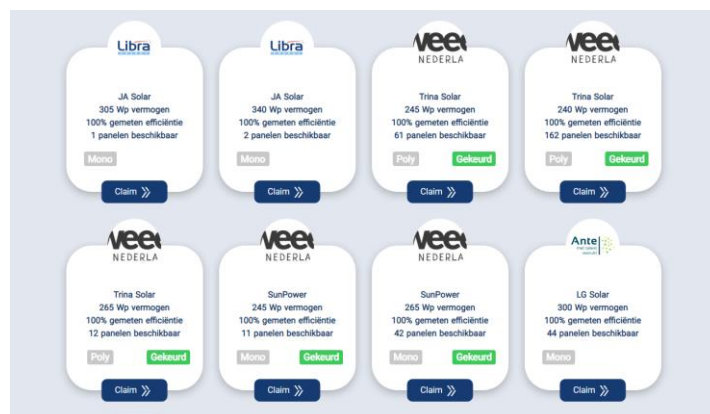 Libra
JA Solar
305 Wp vermogen
100% gemeten efficiëntie
1 panelen beschikbaar
Mono
Claim
Libra
JA Solar
340 Wp vermogen
100% gemeten efficiëntie
2 panelen beschikbaar
Mono
Claim
Veei
NEDERLA
Trina Solar
245 Wp vermogen
100% gemeten efficiëntie
61 panelen beschikbaar
Poly Gekeurd
Claim
Veei
NEDERLA
Trina Solar
240 Wp vermogen
100% gemeten efficiëntie
162 panelen beschikbaar
Poly Gekeurd
Claim
Veei
NEDERLA
Trina Solar
265 Wp vermogen
100% gemeten efficiëntie
12 panelen beschikbaar
Poly Gekeurd
Claim
Veei
NEDERLA
SunPower
245 Wp vermogen
100% gemeten efficiëntie
11 panelen beschikbaar
Mono Gekeurd
Claim
Veei
NEDERLA
SunPower
265 Wp vermogen
100% gemeten efficiëntie
42 panelen beschikbaar
Mono Gekeurd
Claim
Ante
LG Solar
300 Wp vermogen
100% gemeten efficiëntie
44 panelen beschikbaar
Mono
Claim